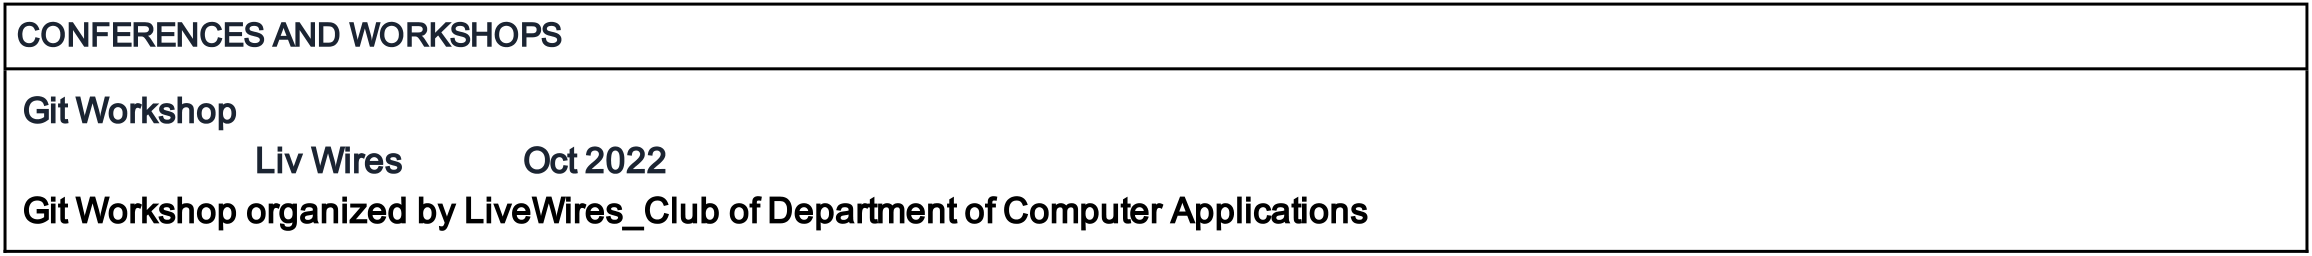 CONFERENCES AND WORKSHOPS
Git Workshop
Liv Wires Oct 2022
Git Workshop organized by LiveWires_Club of Department of Computer Applications